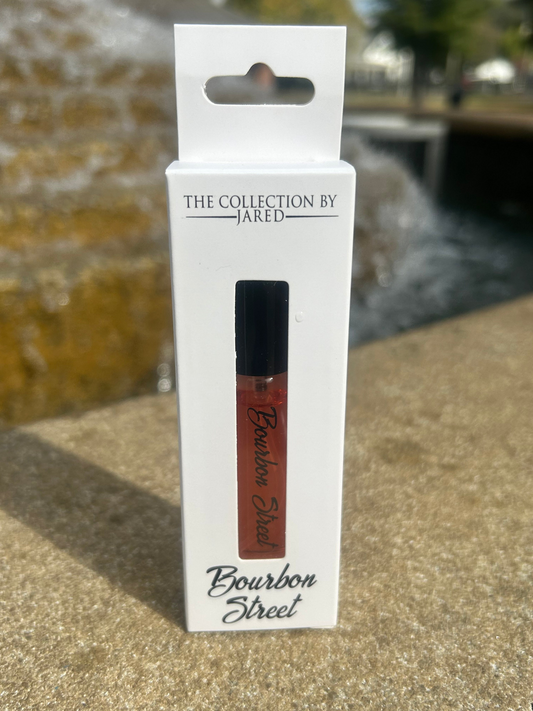 THE COLLECTION BY
JARED
Bourbon Street
Bourbon
Street